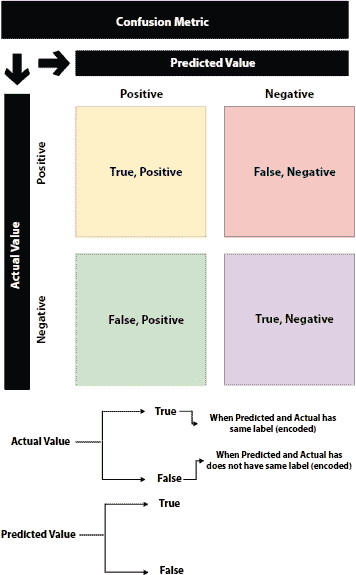 Confusion Metric
Predicted Value
Positive
Negative
Actual Value
Positive
True, Positive
False, Negative
Negative
False, Positive
True, Negative
Actual Value
True
When Predicted and Actual has
same label (encoded)
False
When Predicted and Actual has
does not have same label (encoded)
Predicted Value
True
False